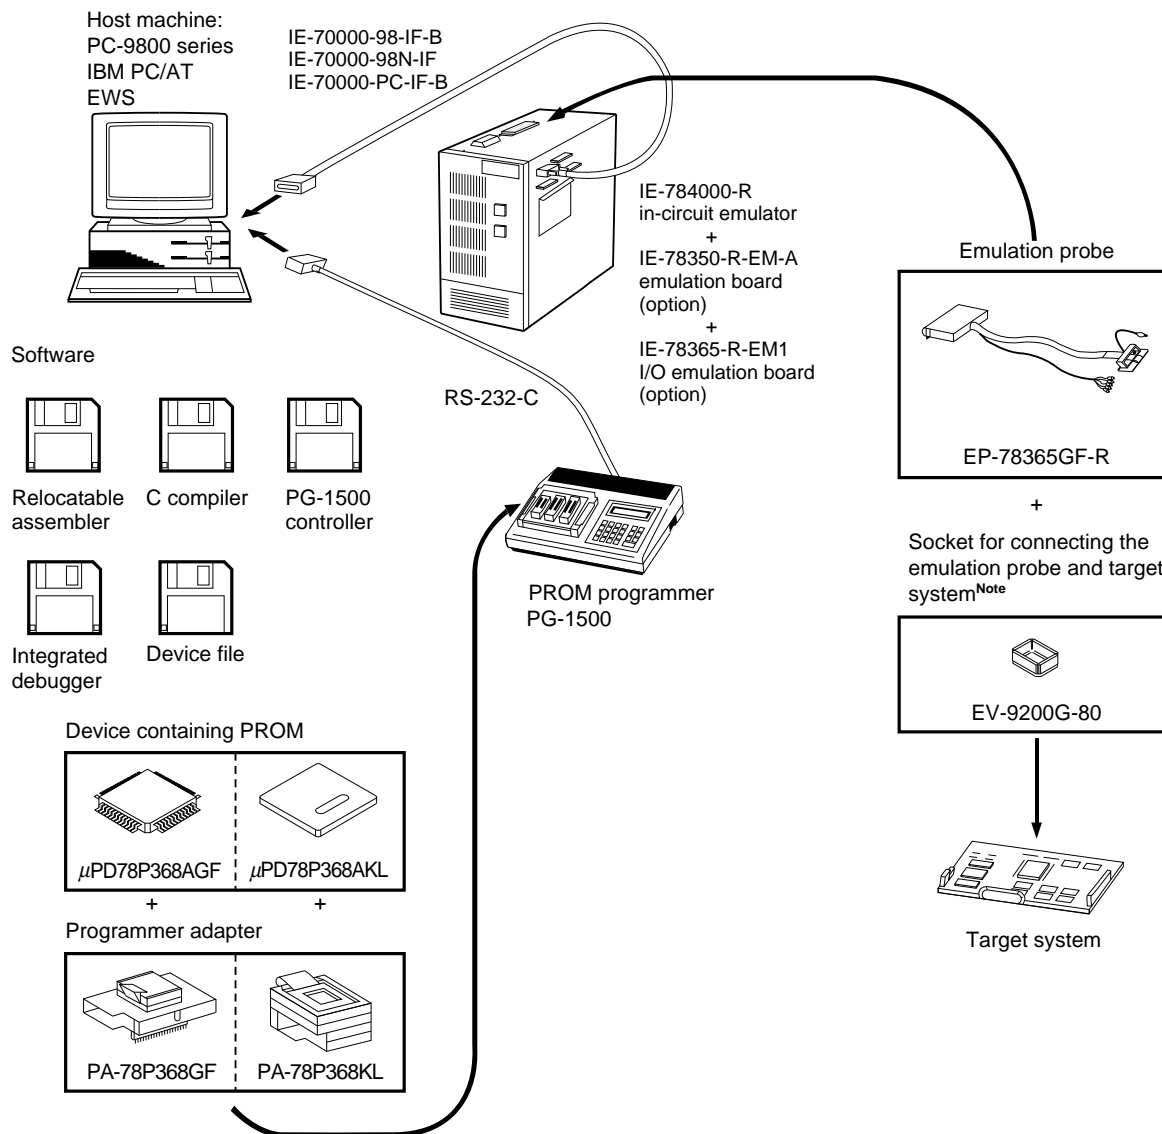 Host machine:
PC-9800 series
IBM PC/AT
EWS
IE-70000-98-IF-B
IE-70000-98N-IF
IE-70000-PC-IF-B
IE-784000-R
in-circuit emulator
+
IE-78350-R-EM-A
emulation board
(option)
+
IE-78365-R-EM1
I/O emulation board
(option)
Emulation probe
EP-78365GF-R
+
Socket for connecting the
emulation probe and target
systemNote
EV-9200G-80
Target system
Software
Relocatable
assembler
C compiler
PG-1500
controller
Integrated
debugger
Device file
RS-232-C
PROM programmer
PG-1500
Device containing PROM
μPD78P368AGF
μPD78P368AKL
+
+
Programmer adapter
PA-78P368GF
PA-78P368KL